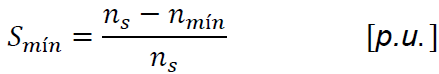 S_mín = (n_s − n_mín) / n_s [p.u.]